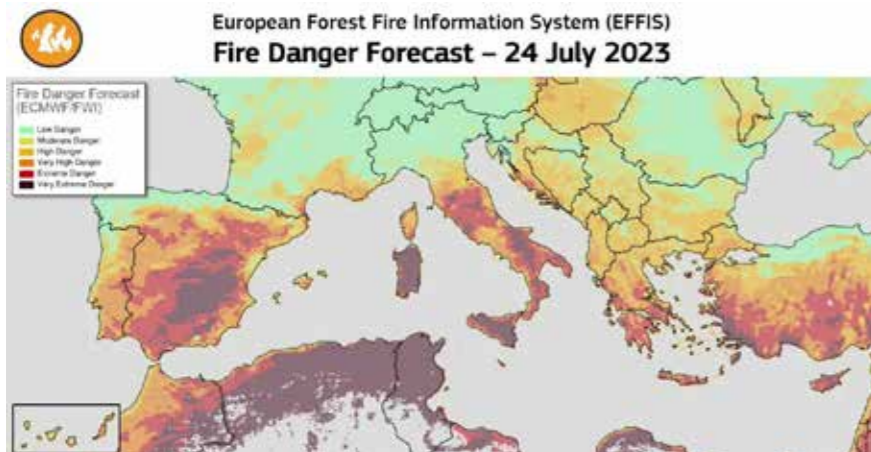 European Forest Fire Information System (EFFIS)
Fire Danger Forecast – 24 July 2023
Fire Danger Forecast
(ECMWF/FWI)
Low Danger
Moderate Danger
High Danger
Very High Danger
Extreme Danger
Very Extreme Danger